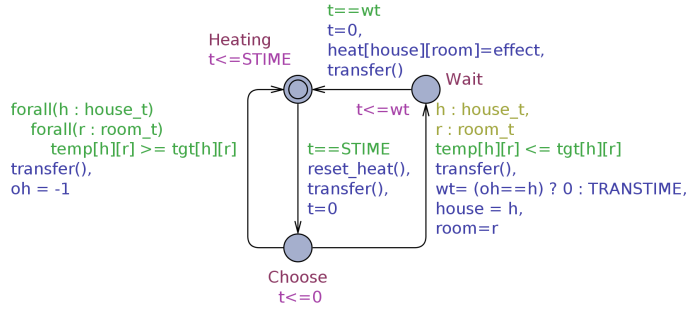 t==wt
t=0,
heat[house][room]=effect,
transfer()
Heating
t<=STIME
Wait
t<=wt
forall(h : house_t)
forall(r : room_t)
temp[h][r] >= tgt[h][r]
transfer(),
oh = -1
t==STIME
reset_heat(),
transfer(),
t=0
h : house_t,
r : room_t
temp[h][r] <= tgt[h][r]
transfer(),
wt= (oh==h) ? 0 : TRANSTIME,
house = h,
room=r
Choose
t<=0